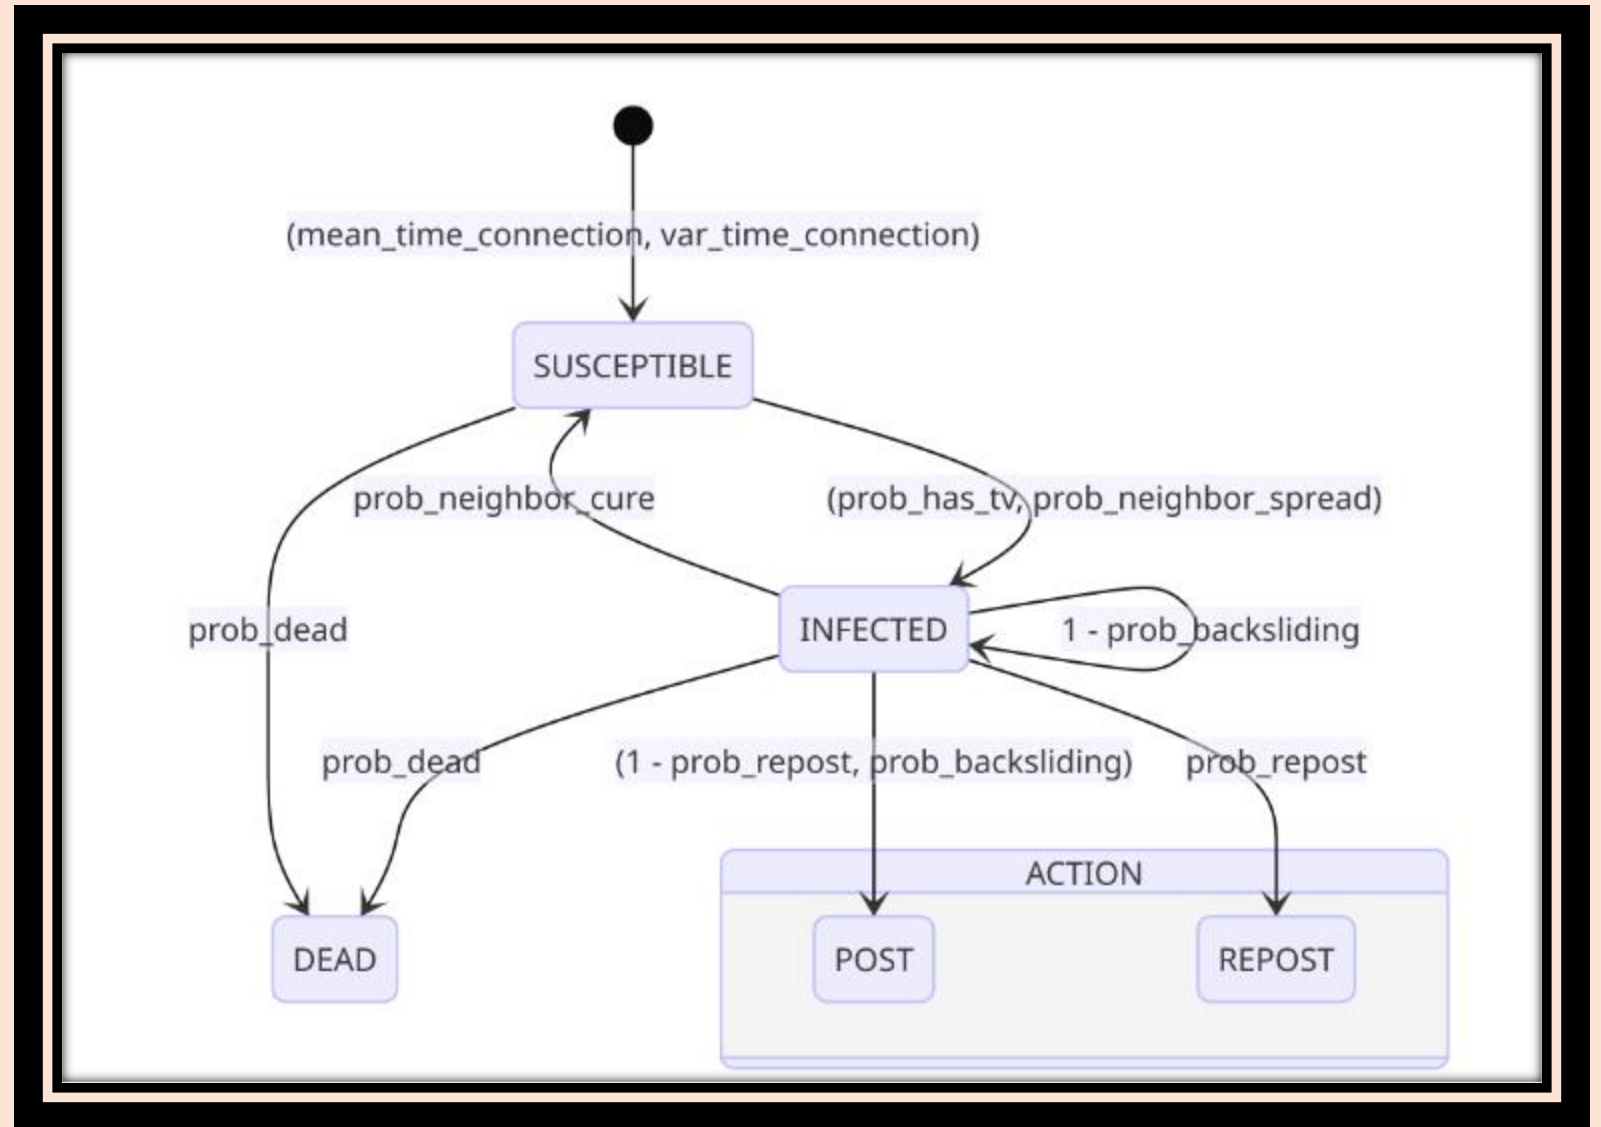 (mean_time_connection, var_time_connection)
SUSCEPTIBLE
prob_neighbor_cure
(prob_has_tv, prob_neighbor_spread)
prob_dead
INFECTED
1 - prob_backsliding
prob_dead
(1 - prob_repost, prob_backsliding)
prob_repost
ACTION
DEAD
POST
REPOST